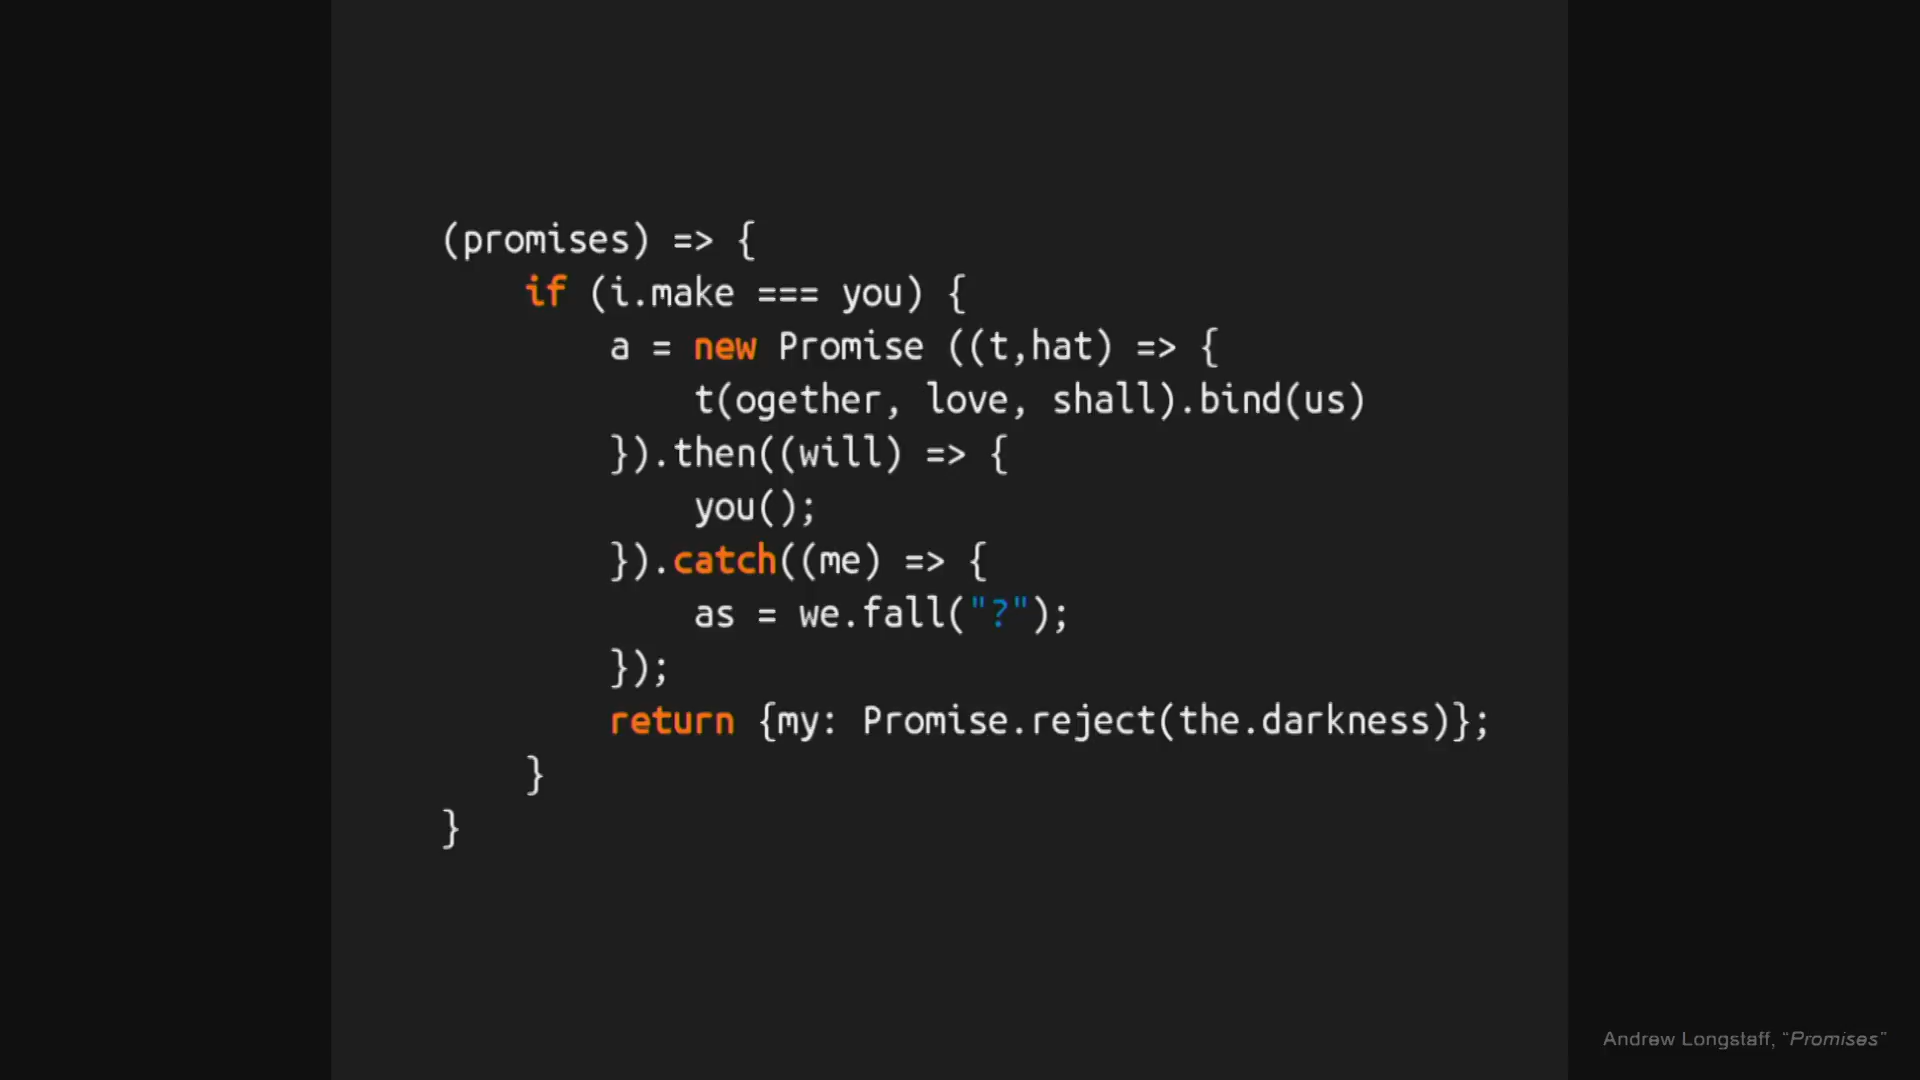 (promises) => {
    if (i.make === you) {
        a = new Promise ((t,hat) => {
            t(ogether, love, shall).bind(us)
        }).then((will) => {
            you();
        }).catch((me) => {
            as = we.fall("?");
        });
        return {my: Promise.reject(the.darkness)};
    }
}
Andrew Longstaff, “Promises”